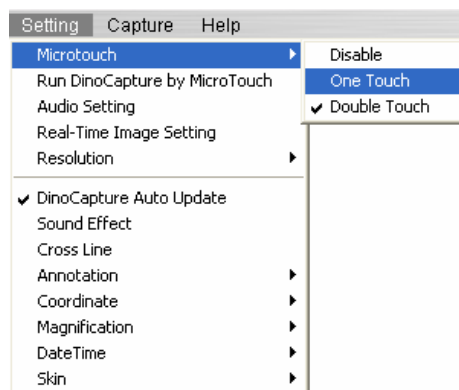 Setting Capture Help
Microtouch
Run DinoCapture by MicroTouch
Audio Setting
Real-Time Image Setting
Resolution
DinoCapture Auto Update
Sound Effect
Cross Line
Annotation
Coordinate
Magnification
DateTime
Skin
Disable
One Touch
Double Touch